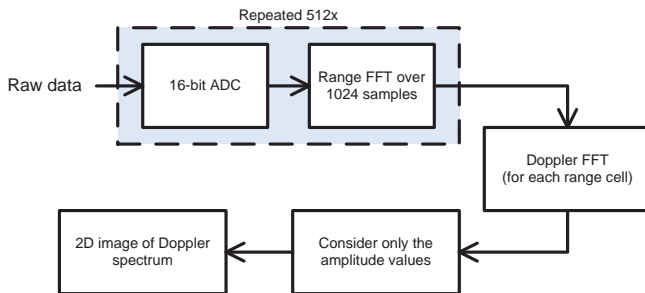 Repeated 512x
Raw data
16-bit ADC
Range FFT over
1024 samples
Doppler FFT
(for each range cell)
Consider only the
amplitude values
2D image of Doppler
spectrum